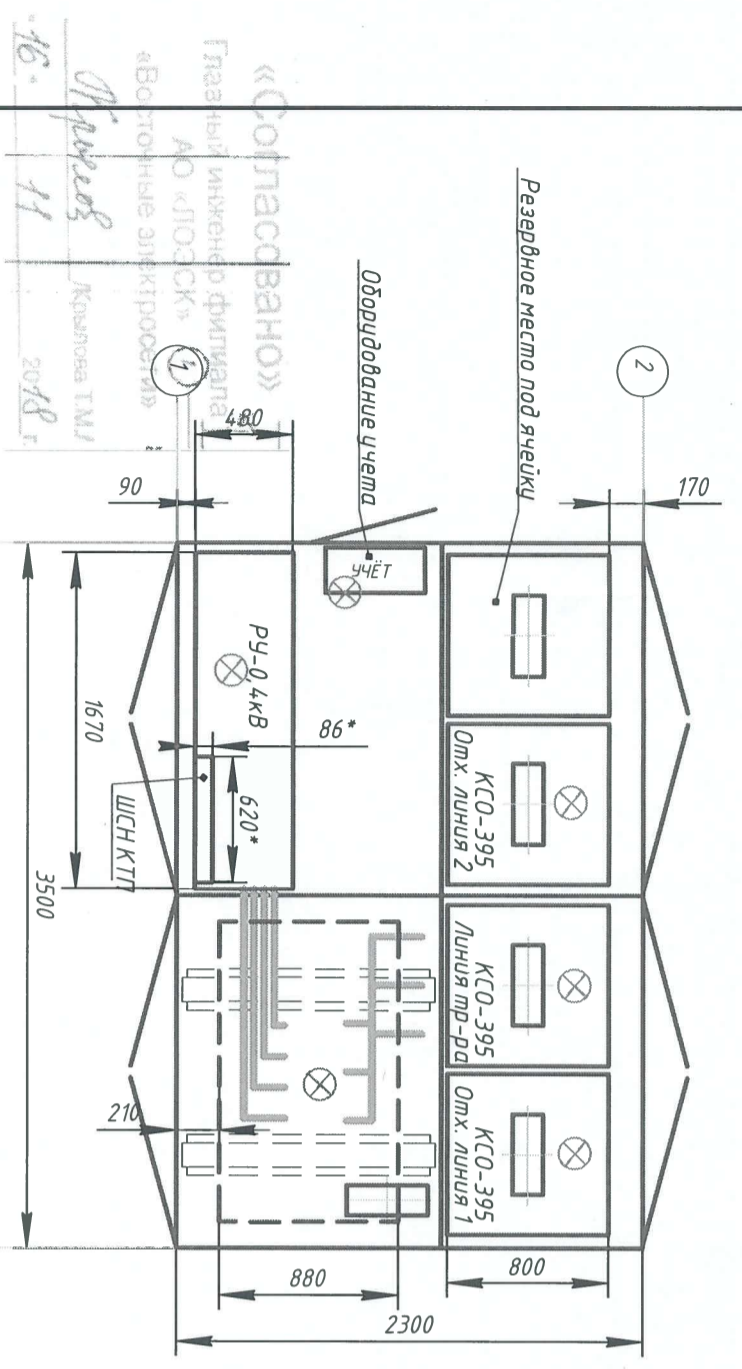 «Согласовано»
Главный инженер филиала
АО «ЛОЭСК»
«Восточные электросети»
Крылова Т.М./
"16" 11 2018 г.
2
1
Резервное место под ячейку
Оборудование учета
УЧЁТ
170
480
90
КСО-395
Отх. линия 2
КСО-395
Линия тр-ра
КСО-395
Отх. линия 1
РУ-0,4кВ
86*
620*
ШСН КТП
1670
3500
210
880
800
2300